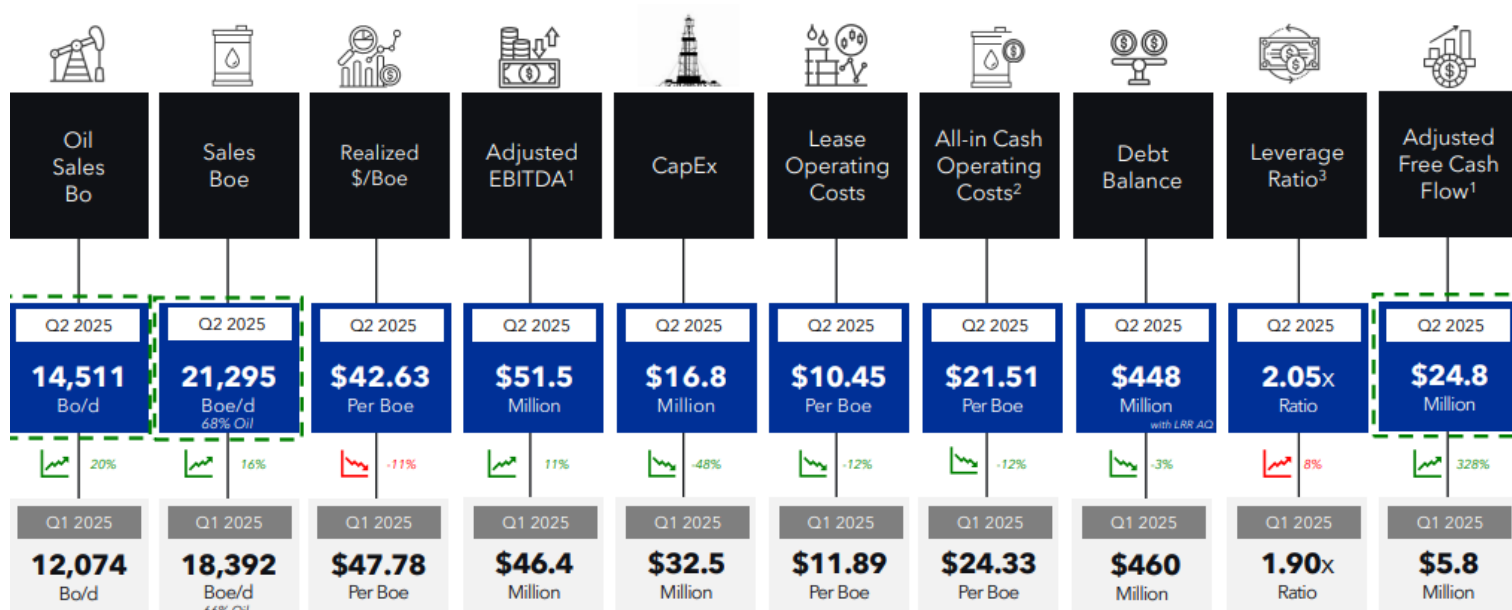 Oil
Sales
Bo
Sales
Boe
Realized
$/Boe
Adjusted
EBITDA¹
CapEx
Lease
Operating
Costs
All-in Cash
Operating
Costs²
Debt
Balance
Leverage
Ratio³
Adjusted
Free Cash
Flow¹
Q2 2025
14,511
Bo/d
Q2 2025
21,295
Boe/d
68% Oil
Q2 2025
$42.63
Per Boe
Q2 2025
$51.5
Million
Q2 2025
$16.8
Million
Q2 2025
$10.45
Per Boe
Q2 2025
$21.51
Per Boe
Q2 2025
$448
Million
with LRR AQ
Q2 2025
2.05x
Ratio
Q2 2025
$24.8
Million
20%
16%
-11%
11%
-48%
-12%
-12%
-3%
8%
328%
Q1 2025
12,074
Bo/d
Q1 2025
18,392
Boe/d
66% Oil
Q1 2025
$47.78
Per Boe
Q1 2025
$46.4
Million
Q1 2025
$32.5
Million
Q1 2025
$11.89
Per Boe
Q1 2025
$24.33
Per Boe
Q1 2025
$460
Million
Q1 2025
1.90x
Ratio
Q1 2025
$5.8
Million